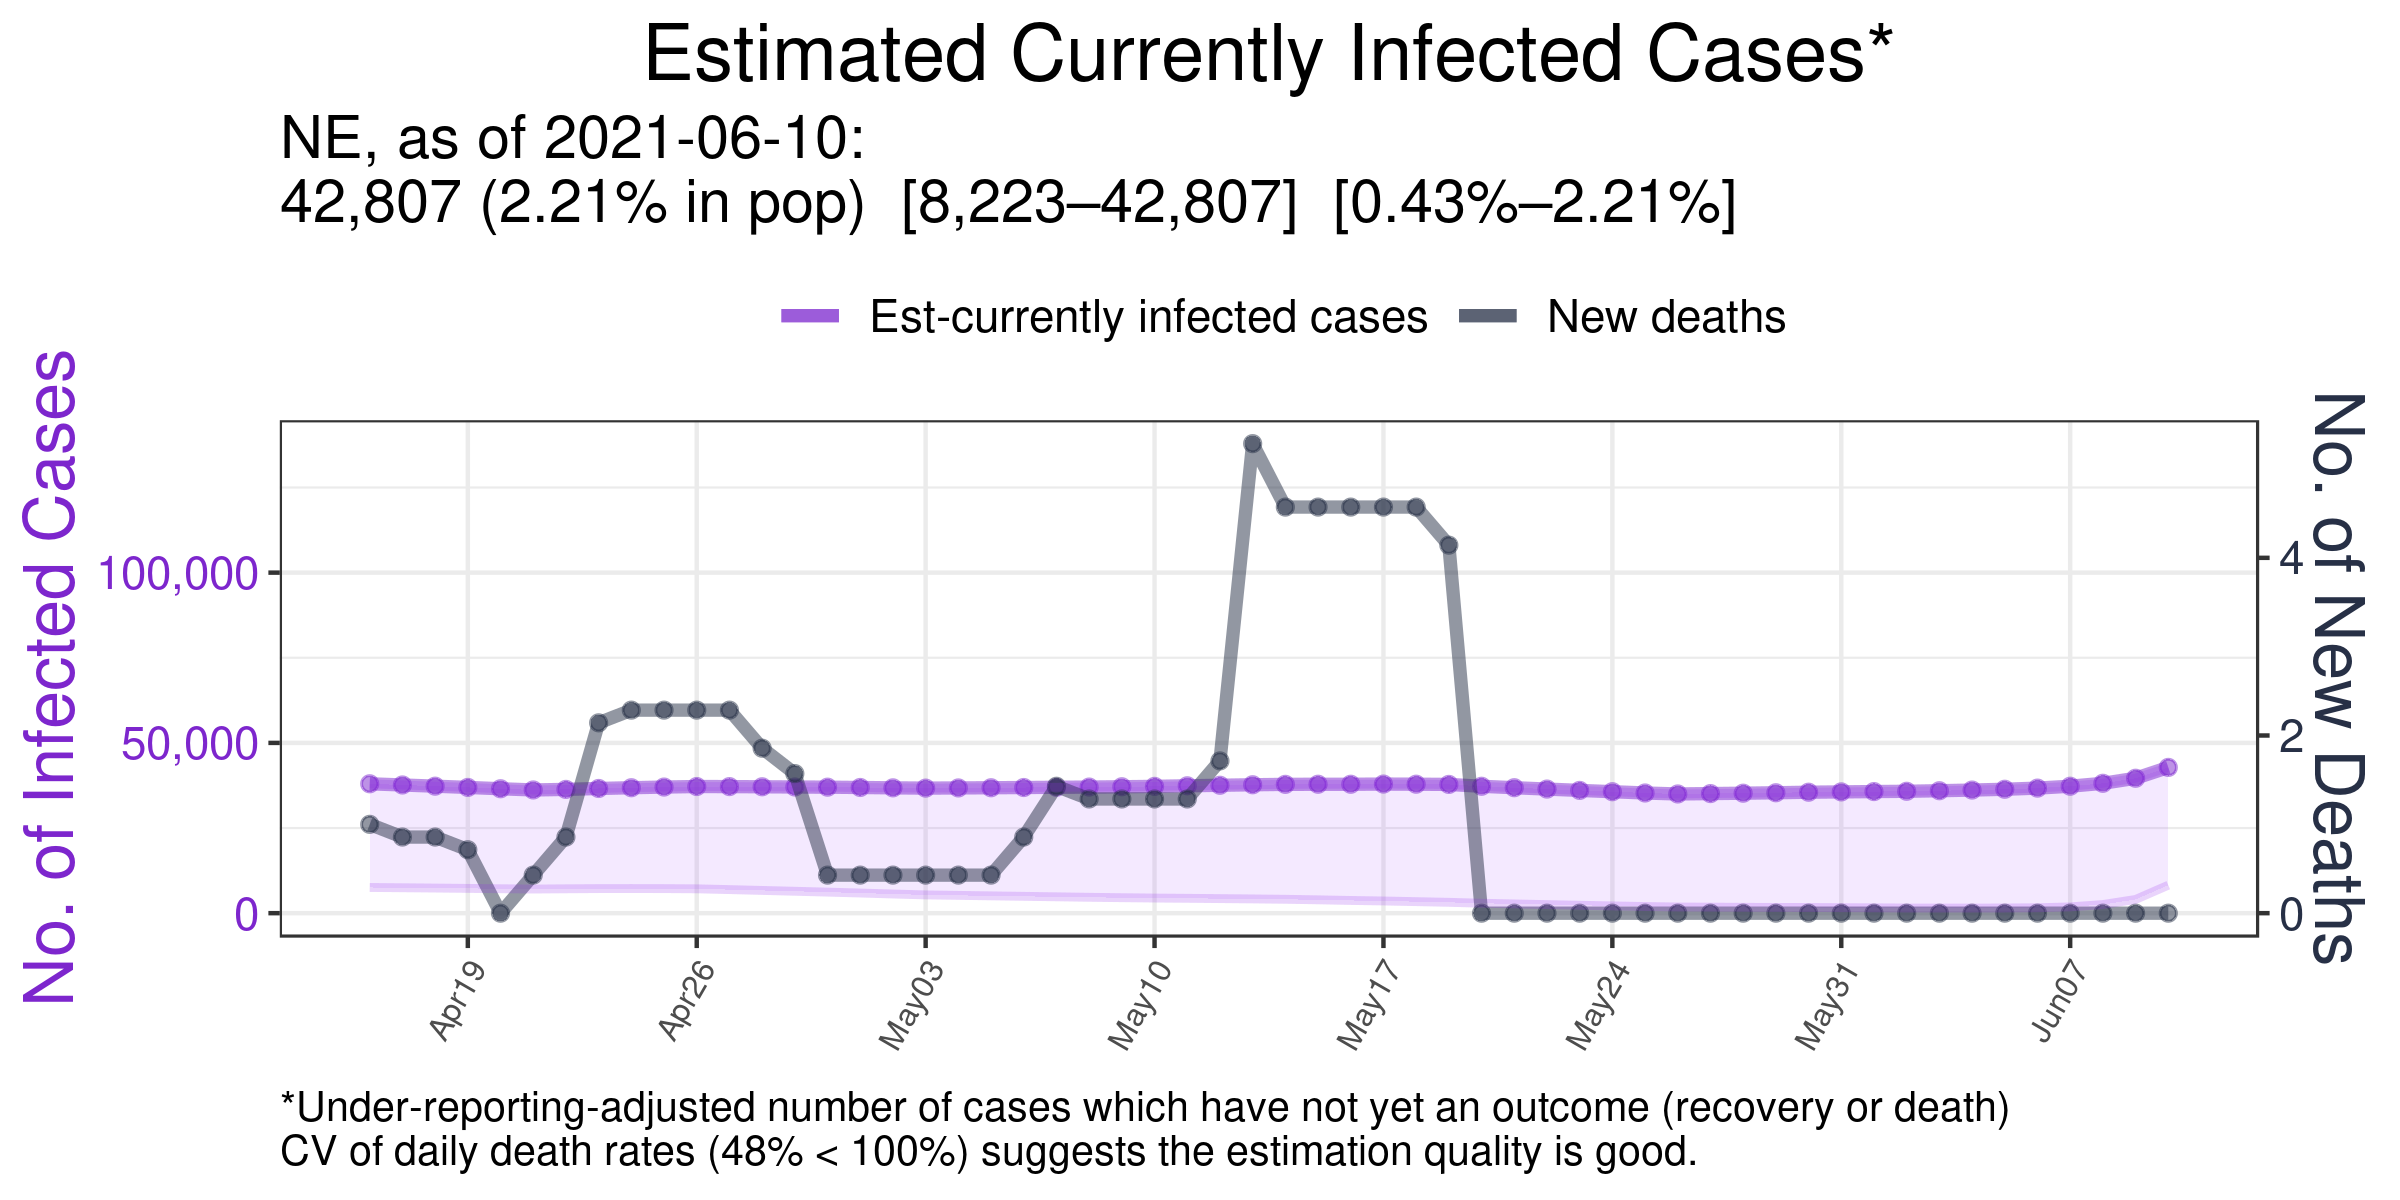 Estimated Currently Infected Cases*
NE, as of 2021-06-10:
42,807 (2.21% in pop)  [8,223–42,807]  [0.43%–2.21%]
Est-currently infected cases
New deaths
No. of Infected Cases
100,000
50,000
0
4
2
0
No. of New Deaths
Apr19
Apr26
May03
May10
May17
May24
May31
Jun07
*Under-reporting-adjusted number of cases which have not yet an outcome (recovery or death)
CV of daily death rates (48% < 100%) suggests the estimation quality is good.